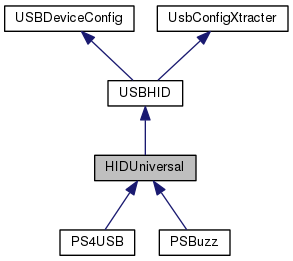 USBDeviceConfig
UsbConfigXtracter
USBHID
HIDUniversal
PS4USB
PSBuzz